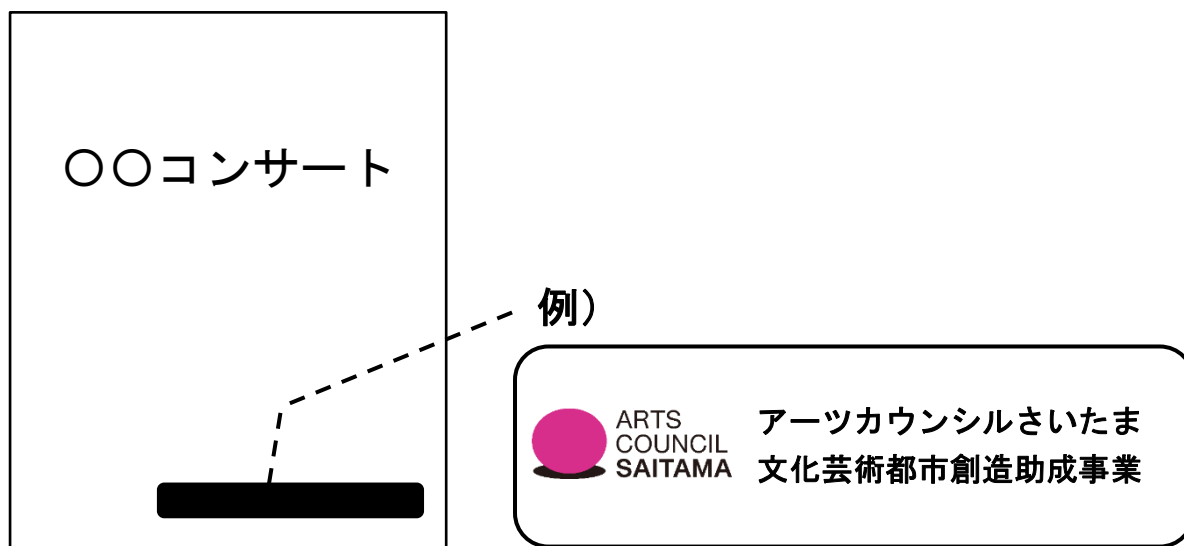 〇〇コンサート
例）
ARTS
COUNCIL
SAITAMA
アーツカウンシルさいたま
文化芸術都市創造助成事業